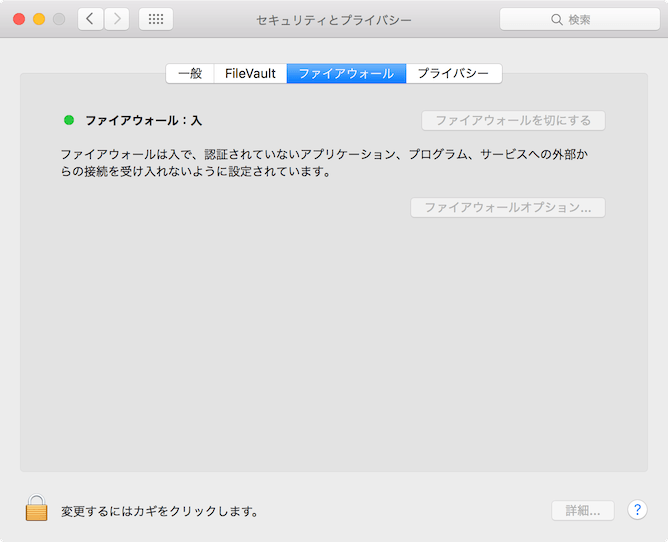 セキュリティとプライバシー
検索
一般 FileVault ファイアウォール プライバシー
ファイアウォール：入
ファイアウォールを切にする
ファイアウォールは入で、認証されていないアプリケーション、プログラム、サービスへの外部か
らの接続を受け入れないように設定されています。
ファイアウォールオプション...
変更するにはカギをクリックします。
詳細...
?